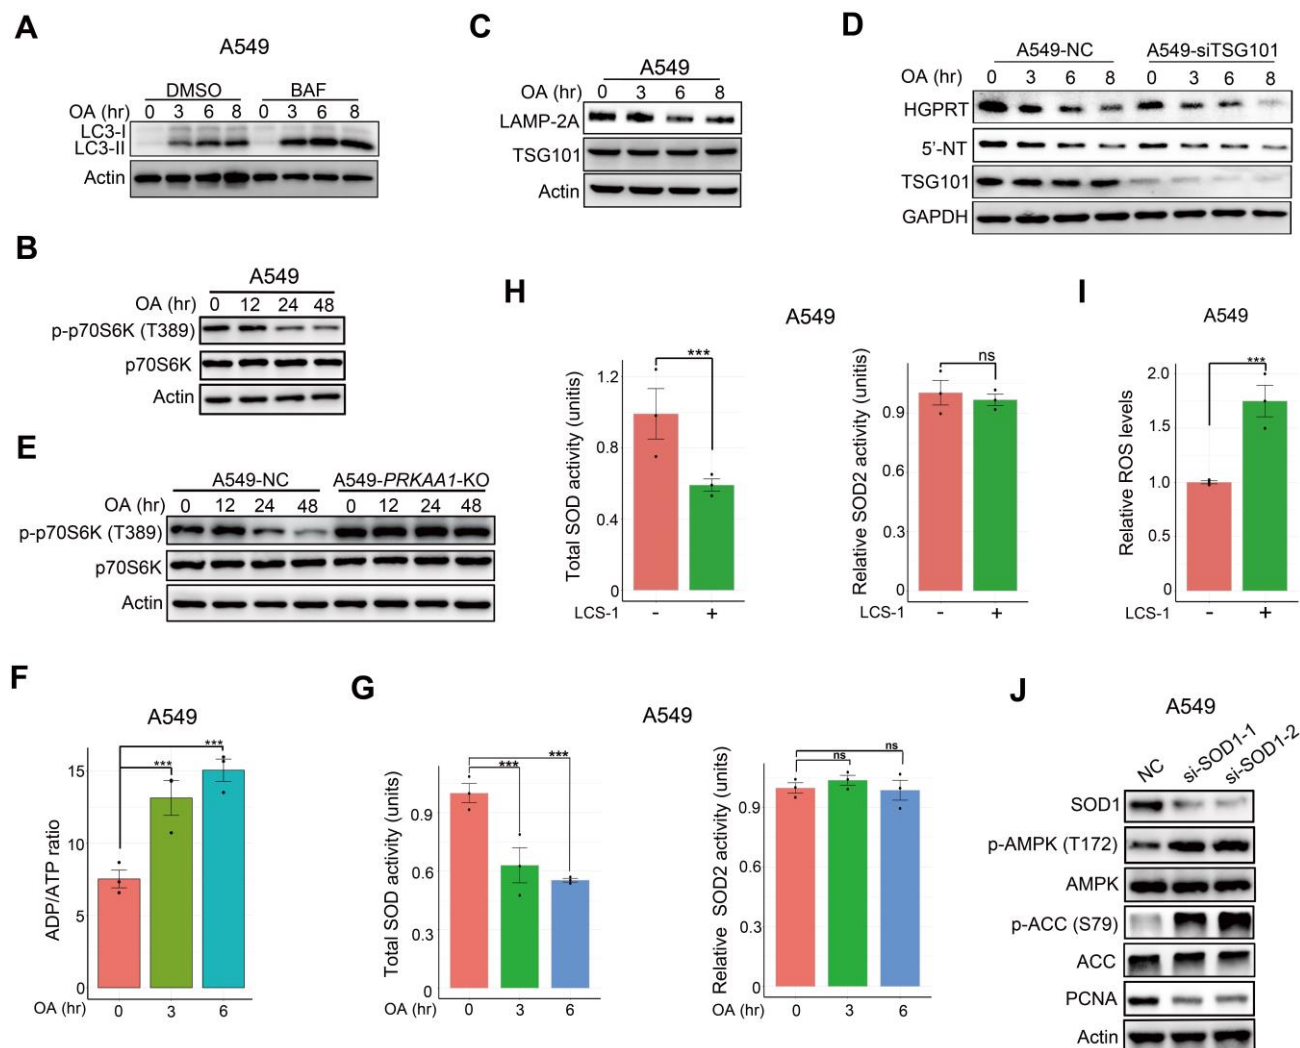 A
A549
DMSO BAF
OA (hr) 0 3 6 8 0 3 6 8
LC3-I
LC3-II
Actin
B
A549
OA (hr) 0 12 24 48
p-p70S6K (T389)
p70S6K
Actin
C
A549
OA (hr) 0 3 6 8
LAMP-2A
TSG101
Actin
D
A549-NC A549-siTSG101
OA (hr) 0 3 6 8 0 3 6 8
HGPRT
5'-NT
TSG101
GAPDH
E
A549-NC A549-PRKAA1-KO
OA (hr) 0 12 24 48 0 12 24 48
p-p70S6K (T389)
p70S6K
Actin
H
A549
Total SOD activity (unitis)
1.2
0.8
0.4
0
***
LCS-1 - +
Relative SOD2 activity (unitis)
0.9
0.6
0.3
0
ns
LCS-1 - +
I
A549
Relative ROS levels
2.0
1.5
1.0
0.5
0
***
LCS-1 - +
F
A549
ADP/ATP ratio
15
10
5
0
***
***
OA (hr) 0 3 6
G
A549
Total SOD activity (units)
0.9
0.6
0.3
0
***
***
OA (hr) 0 3 6
Relative SOD2 activity (units)
0.9
0.6
0.3
0
ns
ns
OA (hr) 0 3 6
J
A549
NC si-SOD1-1 si-SOD1-2
SOD1
p-AMPK (T172)
AMPK
p-ACC (S79)
ACC
PCNA
Actin